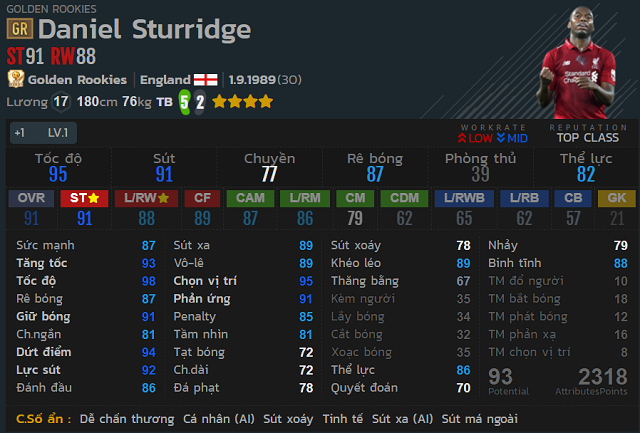 GOLDEN ROOKIES
GR Daniel Sturridge
ST91 RW88
Golden Rookies England 1.9.1989(30)
Lương 17 180cm 76kg TB 5 2
+1 LV.1
WORKRATE REPUTATION
LOW MID TOP CLASS
Tốc độ Sút Chuyền Rê bóng Phòng thủ Thể lực
95 91 77 87 39 82
OVR ST L/RW CF CAM L/RM CM CDM L/RWB L/RB CB GK
91 91 88 89 87 86 79 62 65 62 57 21
Sức mạnh 87 Sút xa 89 Sút xoáy 78 Nhảy 79
Tăng tốc 93 Vô-lê 89 Khéo léo 89 Bình tĩnh 88
Tốc độ 98 Chọn vị trí 95 Thăng bằng 67 TM đổ người 10
Rê bóng 87 Phản ứng 91 Kèm người 35 TM bắt bóng 18
Giữ bóng 91 Penalty 85 Lấy bóng 34 TM phát bóng 12
Ch.ngắn 81 Tầm nhìn 81 Cắt bóng 32 TM phản xạ 16
Dứt điểm 94 Tạt bóng 72 Xoạc bóng 35 TM chọn vị trí 8
Lực sút 92 Ch.dài 72 Thể lực 86 93 2318
Đánh đầu 86 Đá phạt 78 Quyết đoán 70 Potential AttributesPoints
C.Số ẩn : Dễ chấn thương Cá nhân (AI) Sút xoáy Tinh tế Sút xa (AI) Sút má ngoài